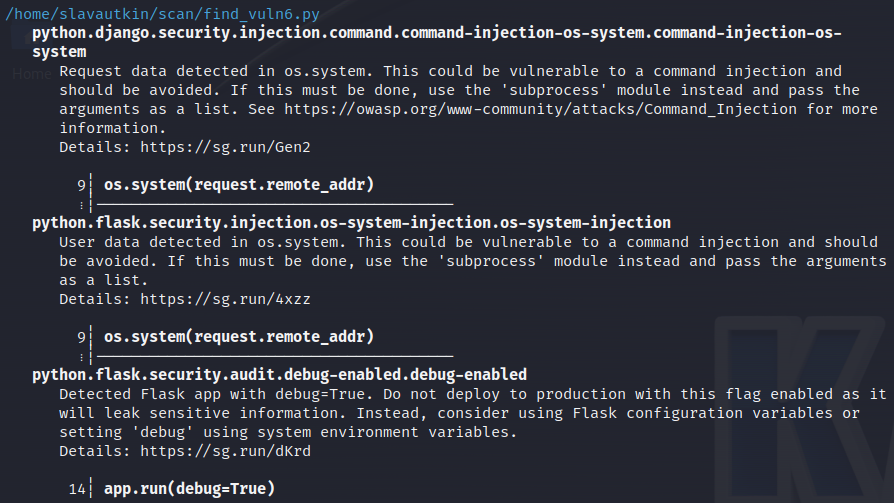 /home/slavautkin/scan/find_vuln6.py
python.django.security.injection.command.command-injection-os-system.command-injection-os-
system
Request data detected in os.system. This could be vulnerable to a command injection and
should be avoided. If this must be done, use the 'subprocess' module instead and pass the
arguments as a list. See https://owasp.org/www-community/attacks/Command_Injection for more
information.
Details: https://sg.run/Gen2
9┆ os.system(request.remote_addr)
⋮┆----------------------------------------
python.flask.security.injection.os-system-injection.os-system-injection
User data detected in os.system. This could be vulnerable to a command injection and should
be avoided. If this must be done, use the 'subprocess' module instead and pass the arguments
as a list.
Details: https://sg.run/4xzz
9┆ os.system(request.remote_addr)
⋮┆----------------------------------------
python.flask.security.audit.debug-enabled.debug-enabled
Detected Flask app with debug=True. Do not deploy to production with this flag enabled as it
will leak sensitive information. Instead, consider using Flask configuration variables or
setting 'debug' using system environment variables.
Details: https://sg.run/dKrd
14┆ app.run(debug=True)
Home
K